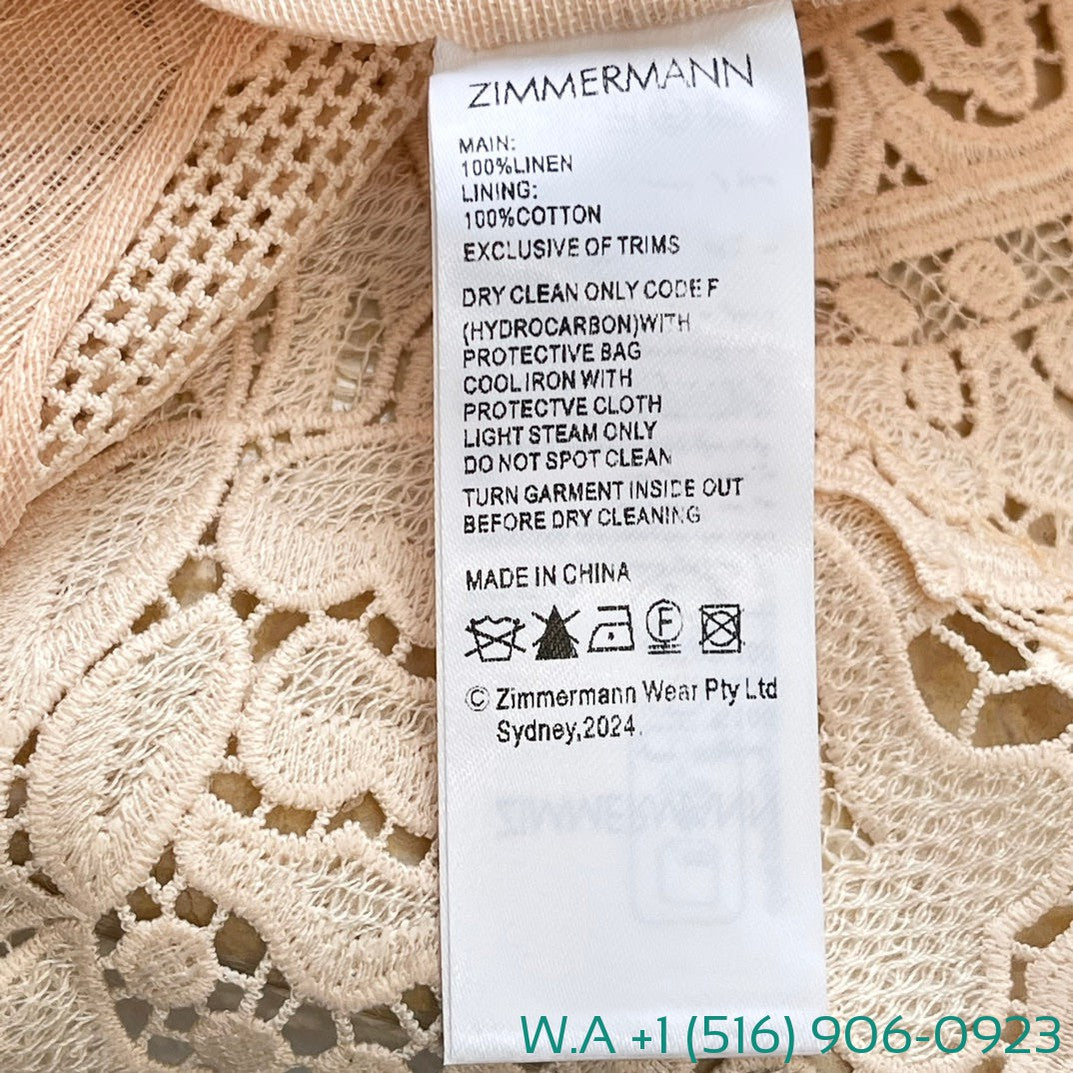 ZIMMERMANN
MAIN:
100%LINEN
LINING:
100%COTTON
EXCLUSIVE OF TRIMS
DRY CLEAN ONLY CODE F
(HYDROCARBON)WITH
PROTECTIVE BAG
COOL IRON WITH
PROTECTVE CLOTH
LIGHT STEAM ONLY
DO NOT SPOT CLEAN
TURN GARMENT INSIDE OUT
BEFORE DRY CLEANING
MADE IN CHINA
F
© Zimmermann Wear Pty Ltd
Sydney,2024.
ZIMMERMANN
W.A +1 (516) 906-0923